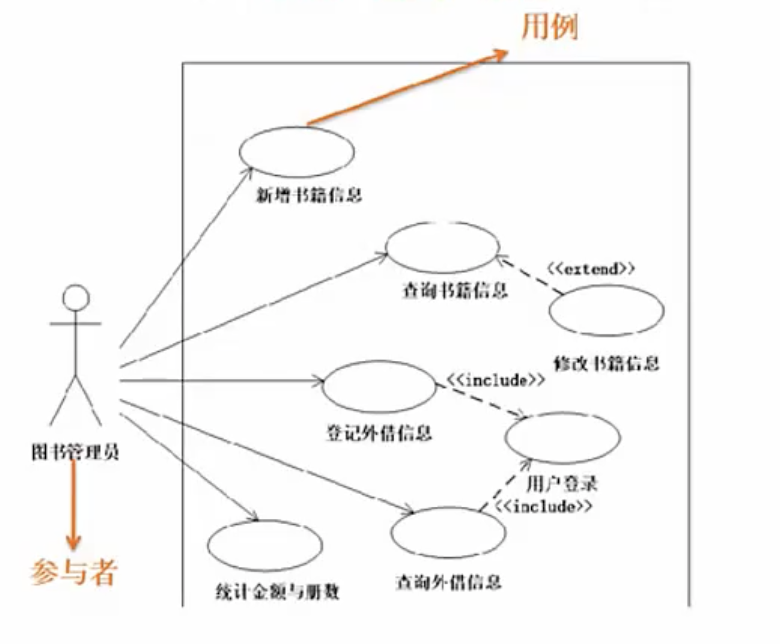 用例
新增书籍信息
查询书籍信息
<<extend>>
修改书籍信息
<<include>>
登记外借信息
图书管理员
用户登录
<<include>>
参与者
统计金额与册数
查询外借信息